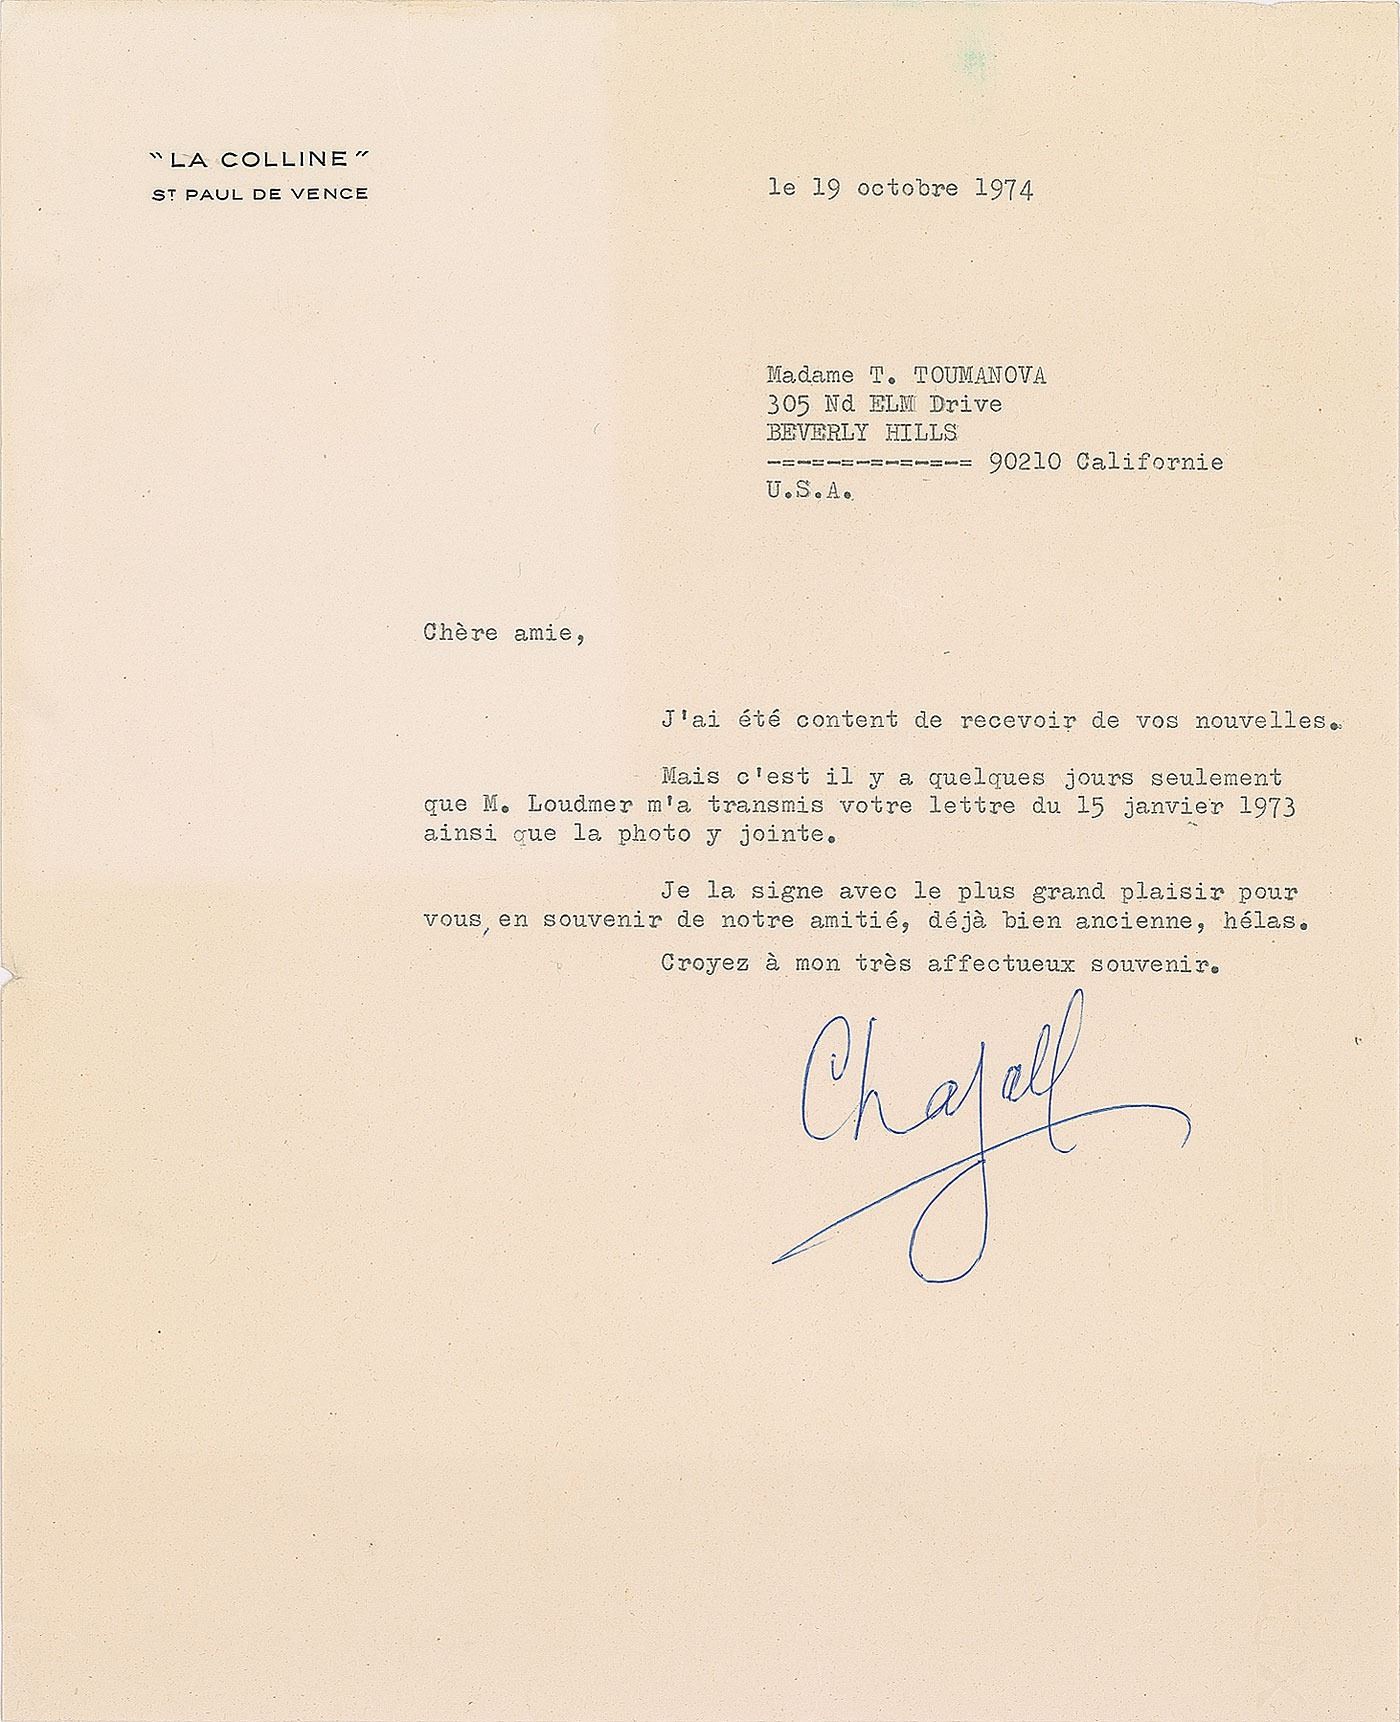 "LA COLLINE"
ST PAUL DE VENCE
le 19 octobre 1974
Madame T. TOUMANOVA
305 Nd ELM Drive
BEVERLY HILLS
-=-=-=-=-=-=-= 90210 Californie
U.S.A.
Chère amie,
J'ai été content de recevoir de vos nouvelles.
Mais c'est il y a quelques jours seulement
que M. Loudmer m'a transmis votre lettre du 15 janvier 1973
ainsi que la photo y jointe.
Je la signe avec le plus grand plaisir pour
vous, en souvenir de notre amitié, déjà bien ancienne, hélas.
Croyez à mon très affectueux souvenir.
Chagall